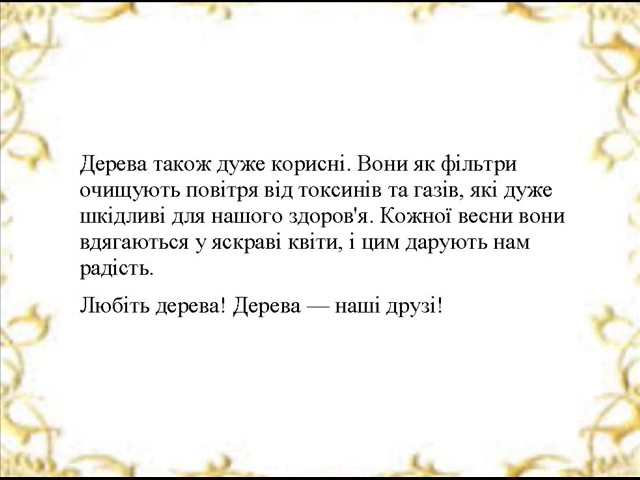 Дерева також дуже корисні. Вони як фільтри
очищують повітря від токсинів та газів, які дуже
шкідливі для нашого здоров'я. Кожної весни вони
вдягаються у яскраві квіти, і цим дарують нам
радість.
Любіть дерева! Дерева — наші друзі!